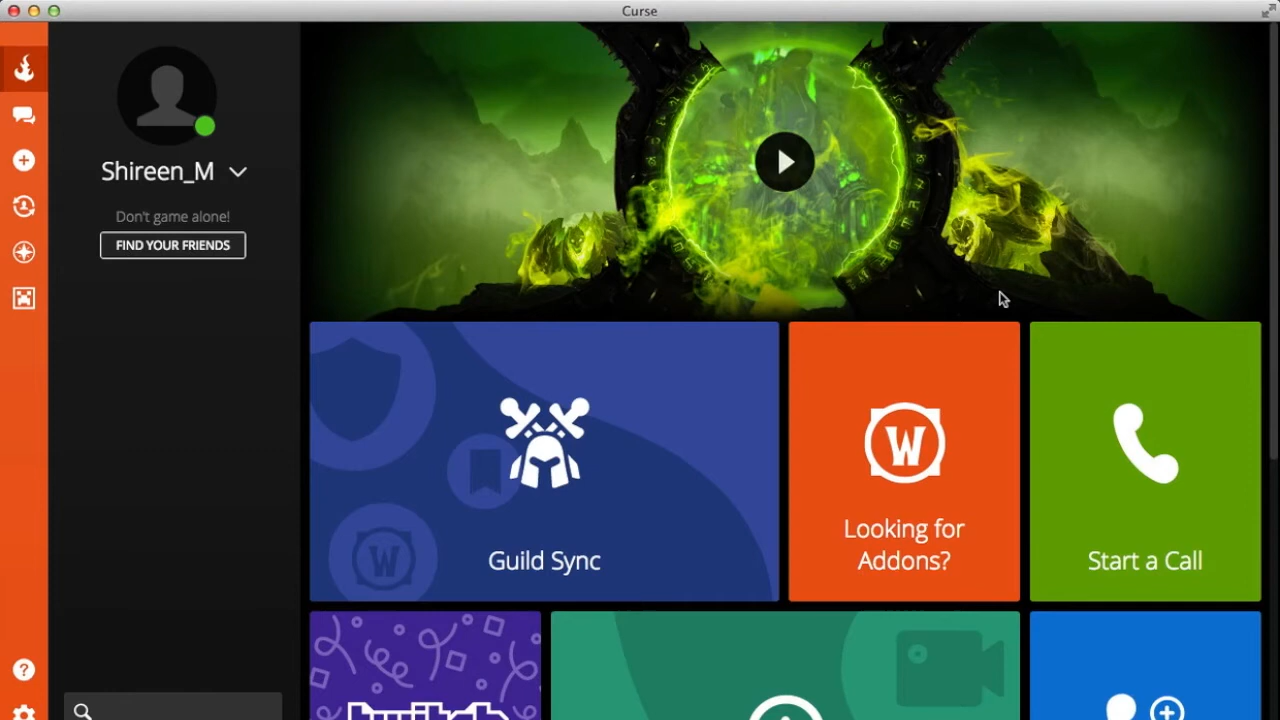 Curse
Shireen_M
Don't game alone!
FIND YOUR FRIENDS
Guild Sync
Looking for
Addons?
Start a Call